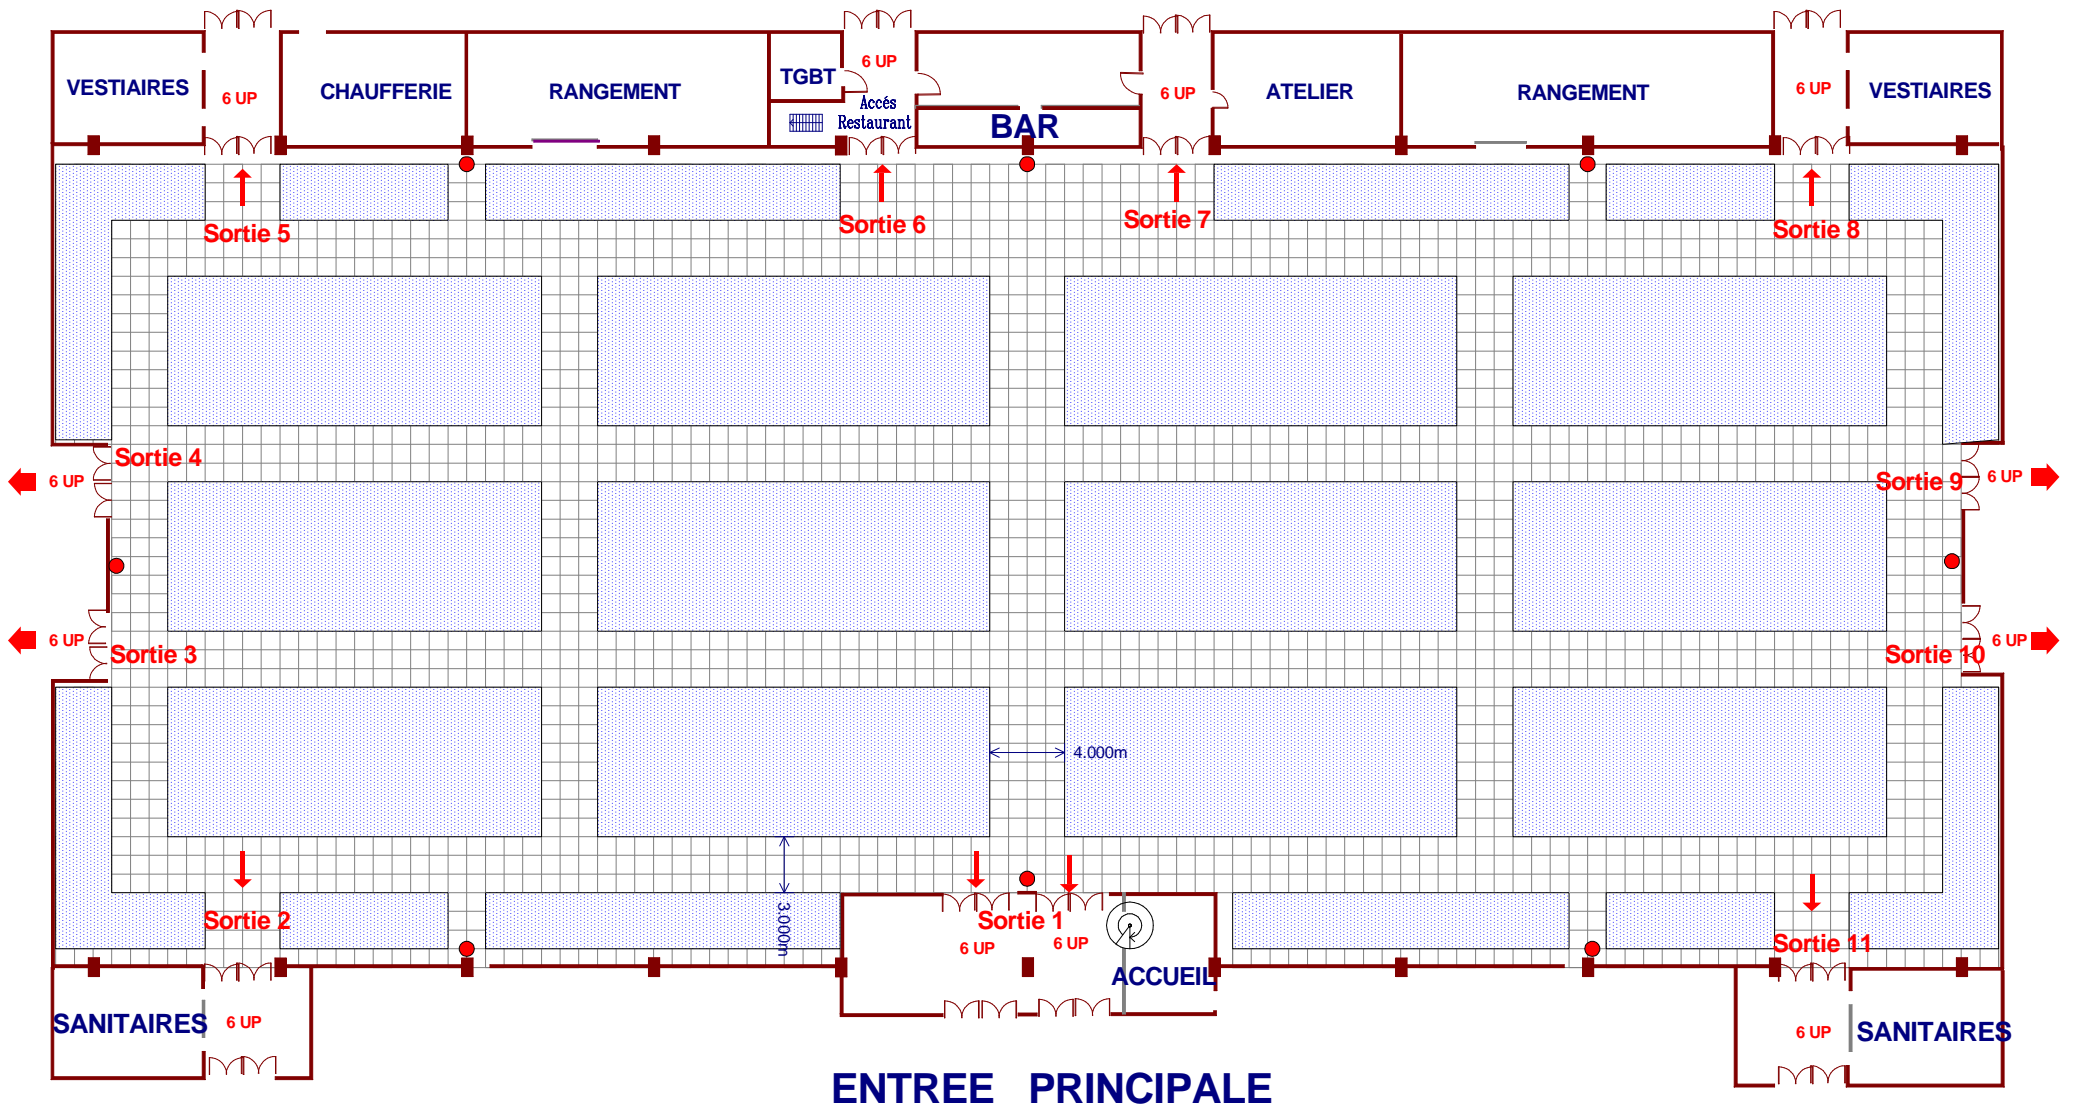 VESTIAIRES
6 UP
CHAUFFERIE
RANGEMENT
TGBT
6 UP
Accés
Restaurant
BAR
6 UP
ATELIER
RANGEMENT
6 UP
VESTIAIRES
Sortie 5
Sortie 6
Sortie 7
Sortie 8
Sortie 4
6 UP
Sortie 9
6 UP
6 UP
Sortie 3
Sortie 10
6 UP
4.000m
3.000m
Sortie 2
Sortie 1
6 UP
6 UP
Sortie 11
ACCUEIL
SANITAIRES
6 UP
6 UP
SANITAIRES
ENTREE PRINCIPALE